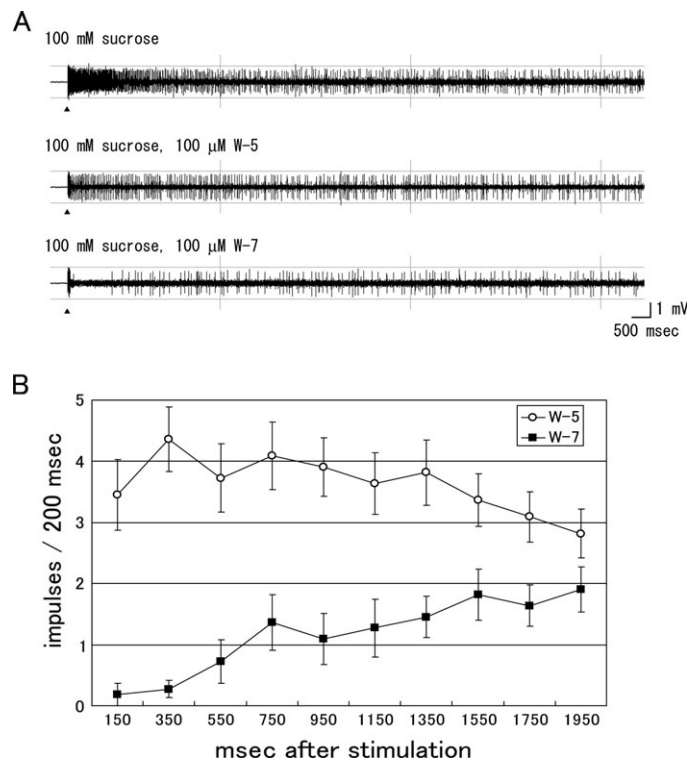 A
100 mM sucrose
100 mM sucrose, 100 μM W-5
100 mM sucrose, 100 μM W-7
1 mV
500 msec
B
5
W-5
W-7
4
3
2
1
0
impulses / 200 msec
150 350 550 750 950 1150 1350 1550 1750 1950
msec after stimulation